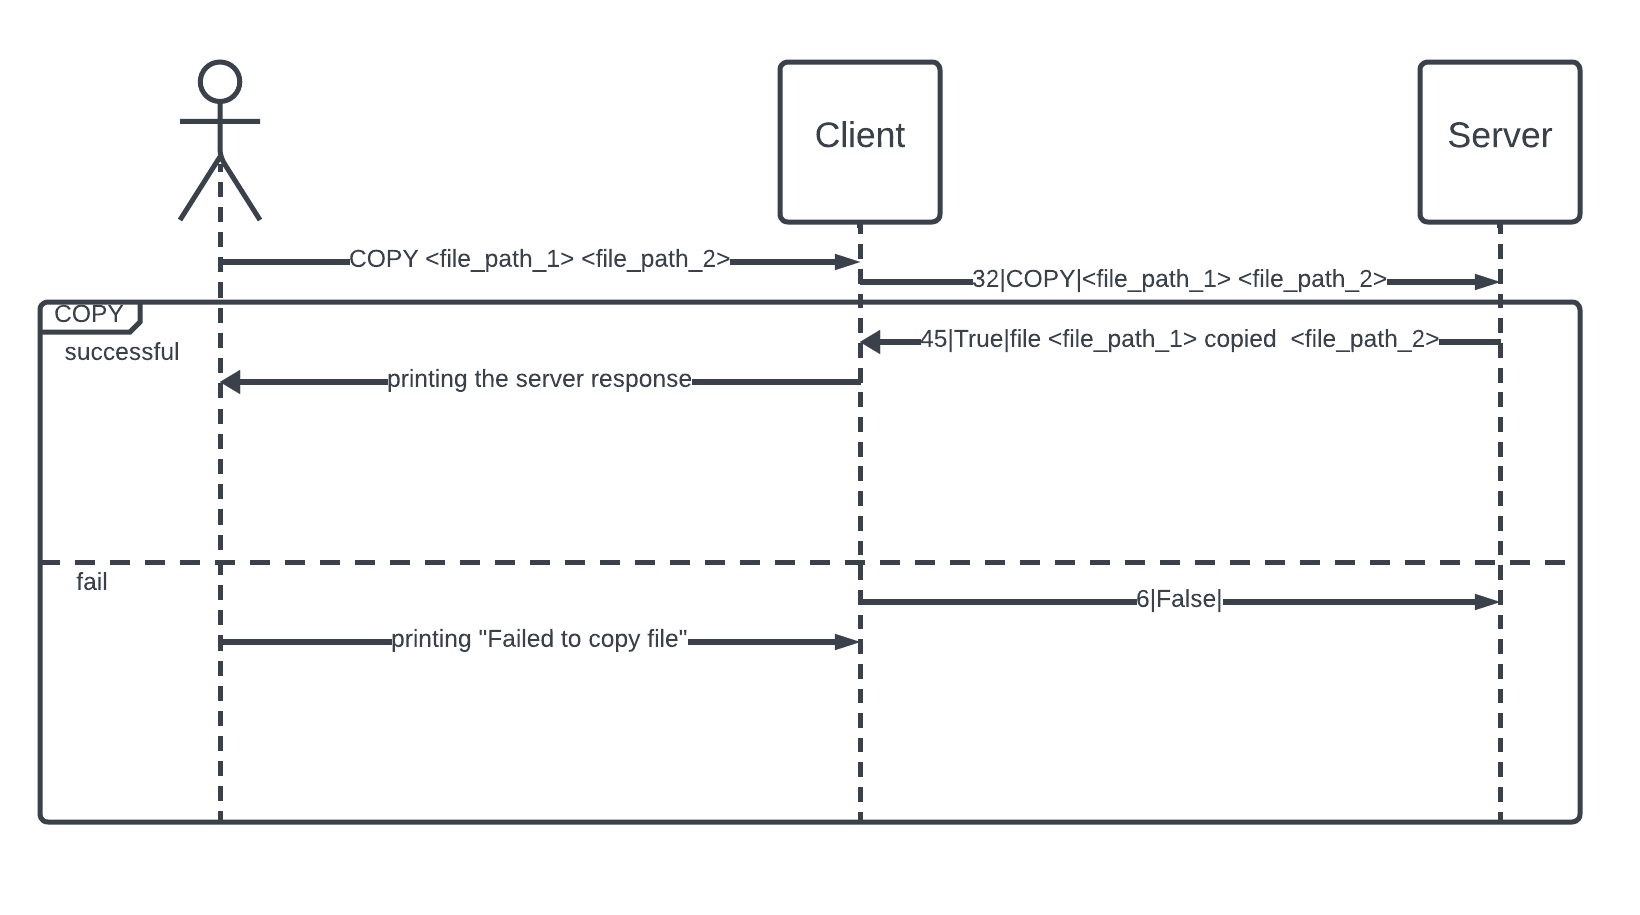 Client
Server
COPY <file_path_1> <file_path_2>
32|COPY|<file_path_1> <file_path_2>
COPY
successful
45|True|file <file_path_1> copied  <file_path_2>
printing the server response
fail
6|False|
printing "Failed to copy file"